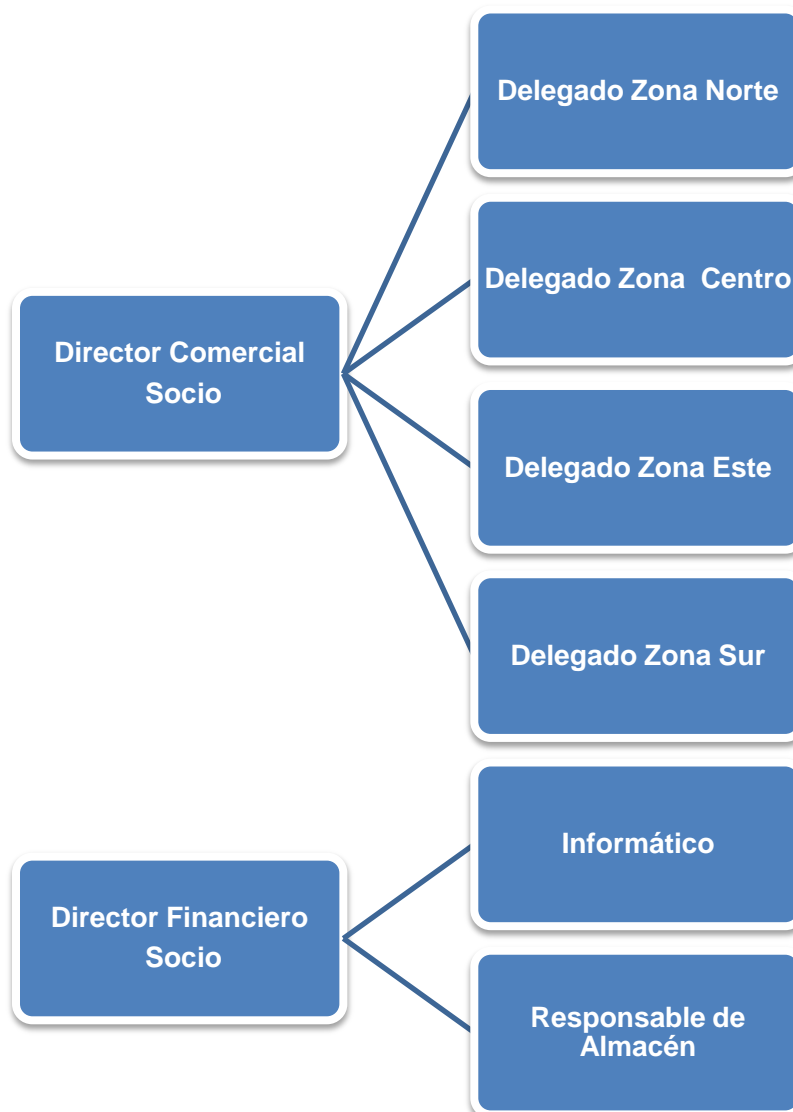 Delegado Zona Norte
Delegado Zona  Centro
Director Comercial
Socio
Delegado Zona Este
Delegado Zona Sur
Informático
Director Financiero
Socio
Responsable de
Almacén